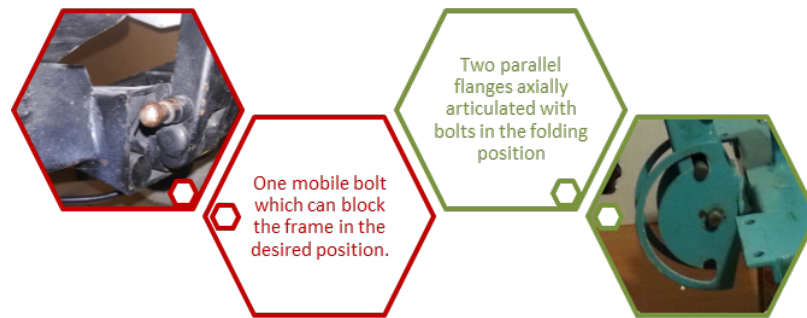 One mobile bolt
which can block
the frame in the
desired position.
Two parallel
flanges axially
articulated with
bolts in the folding
position